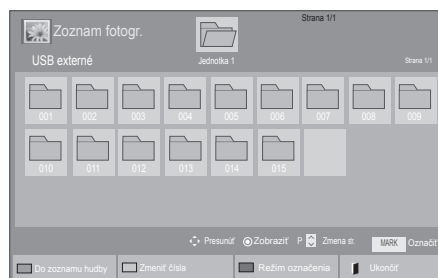 Strana 1/1
Zoznam fotogr.
USB externé
Jednotka 1
Strana 1/1
001 002 003 004 005 006 007 008 009
010 011 012 013 014 015
Presunúť Zobraziť P Zmena str. MARK Označiť
Do zoznamu hudby Zmeniť čísla Režim označenia Ukončiť